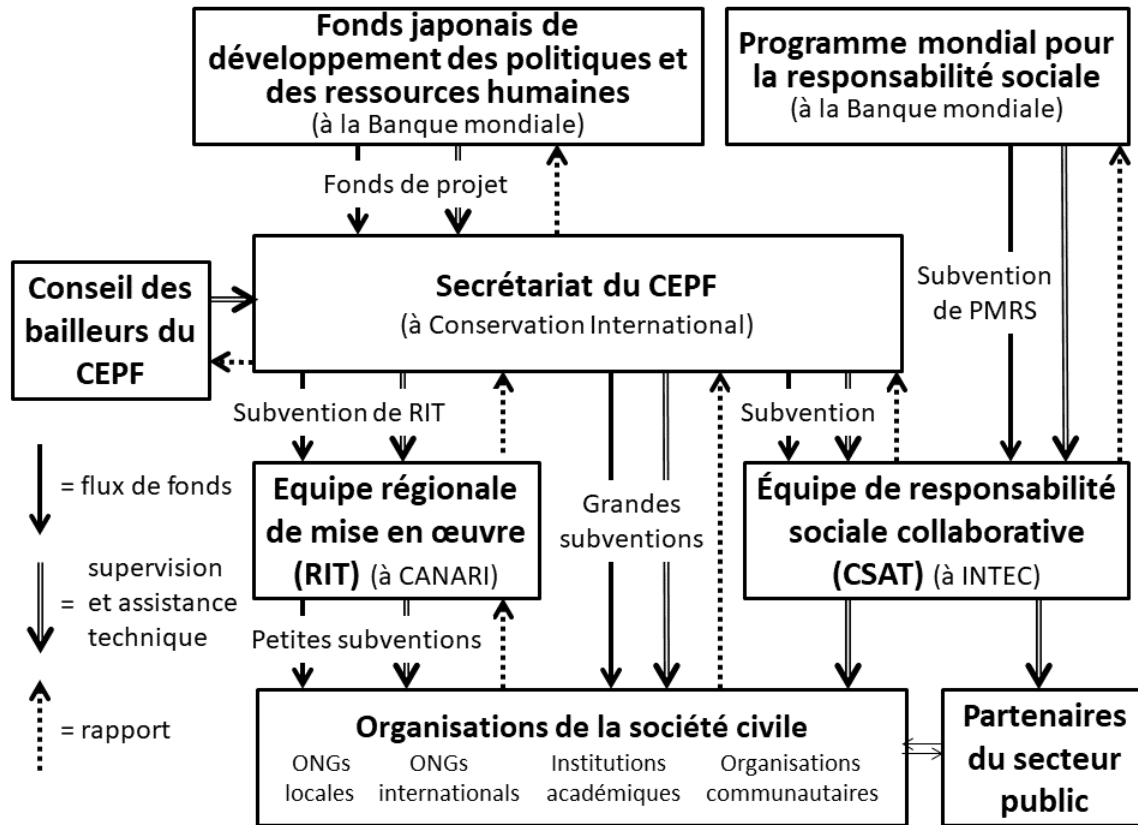 Fonds japonais de
développement des politiques et
des ressources humaines
(à la Banque mondiale)
Programme mondial pour
la responsabilité sociale
(à la Banque mondiale)
Fonds de projet
Conseil des
bailleurs du
CEPF
Secrétariat du CEPF
(à Conservation International)
Subvention
de PMRS
Subvention de RIT
Subvention
= flux de fonds
Equipe régionale
de mise en œuvre
(RIT) (à CANARI)
Grandes
subventions
Équipe de responsabilité
sociale collaborative
(CSAT) (à INTEC)
supervision
= et assistance
technique
Petites subventions
= rapport
Organisations de la société civile
ONGs
locales
ONGs
internationals
Institutions
académiques
Organisations
communautaires
Partenaires
du secteur
public